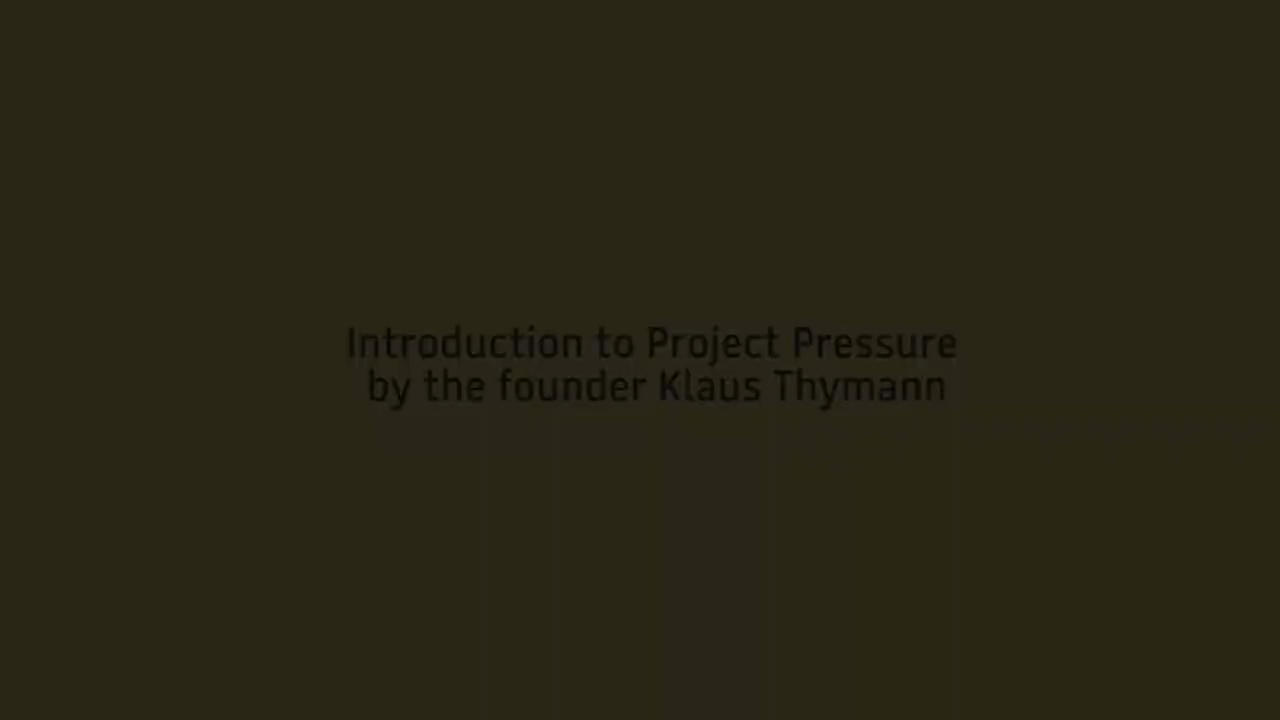 Introduction to Project Pressure
by the founder Klaus Thymann